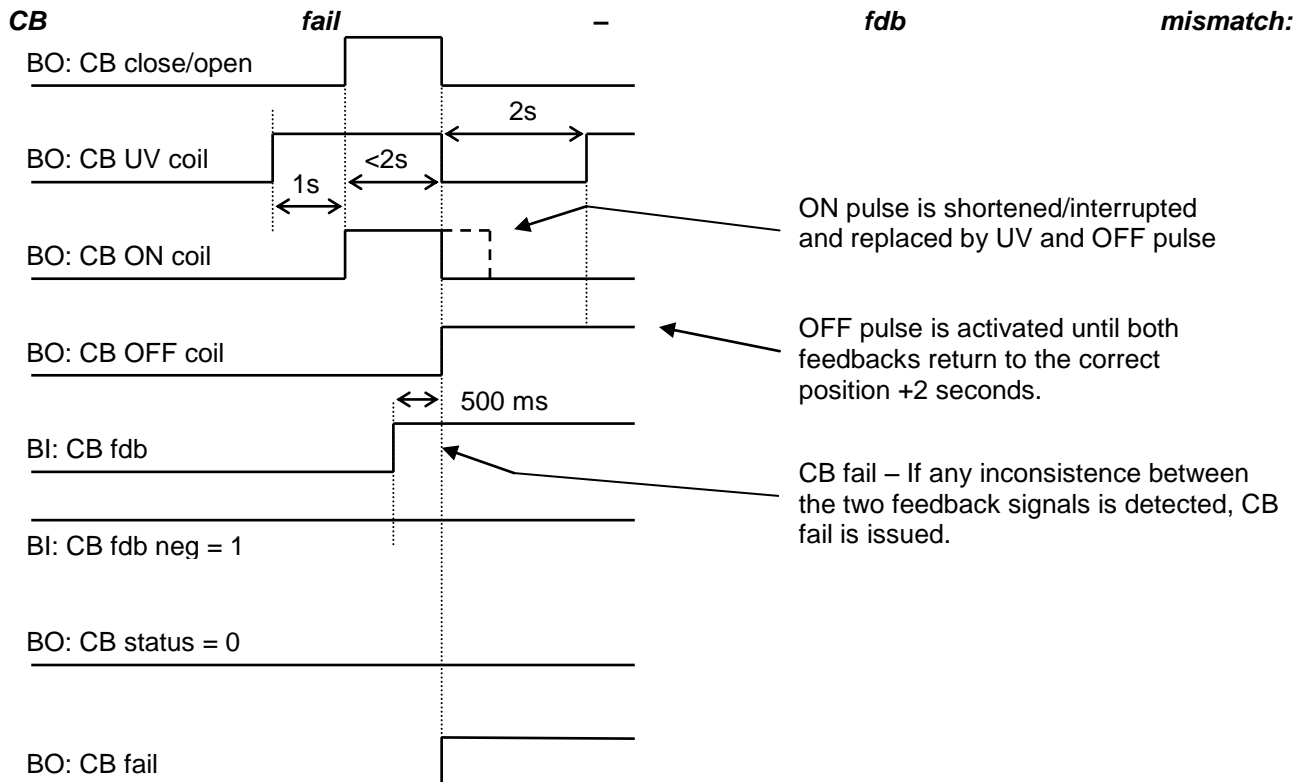 CB fail – fdb mismatch:
BO: CB close/open
2s
BO: CB UV coil
<2s
1s
ON pulse is shortened/interrupted
and replaced by UV and OFF pulse
BO: CB ON coil
OFF pulse is activated until both
feedbacks return to the correct
position +2 seconds.
BO: CB OFF coil
500 ms
BI: CB fdb
CB fail – If any inconsistence between
the two feedback signals is detected, CB
fail is issued.
BI: CB fdb neg = 1
BO: CB status = 0
BO: CB fail